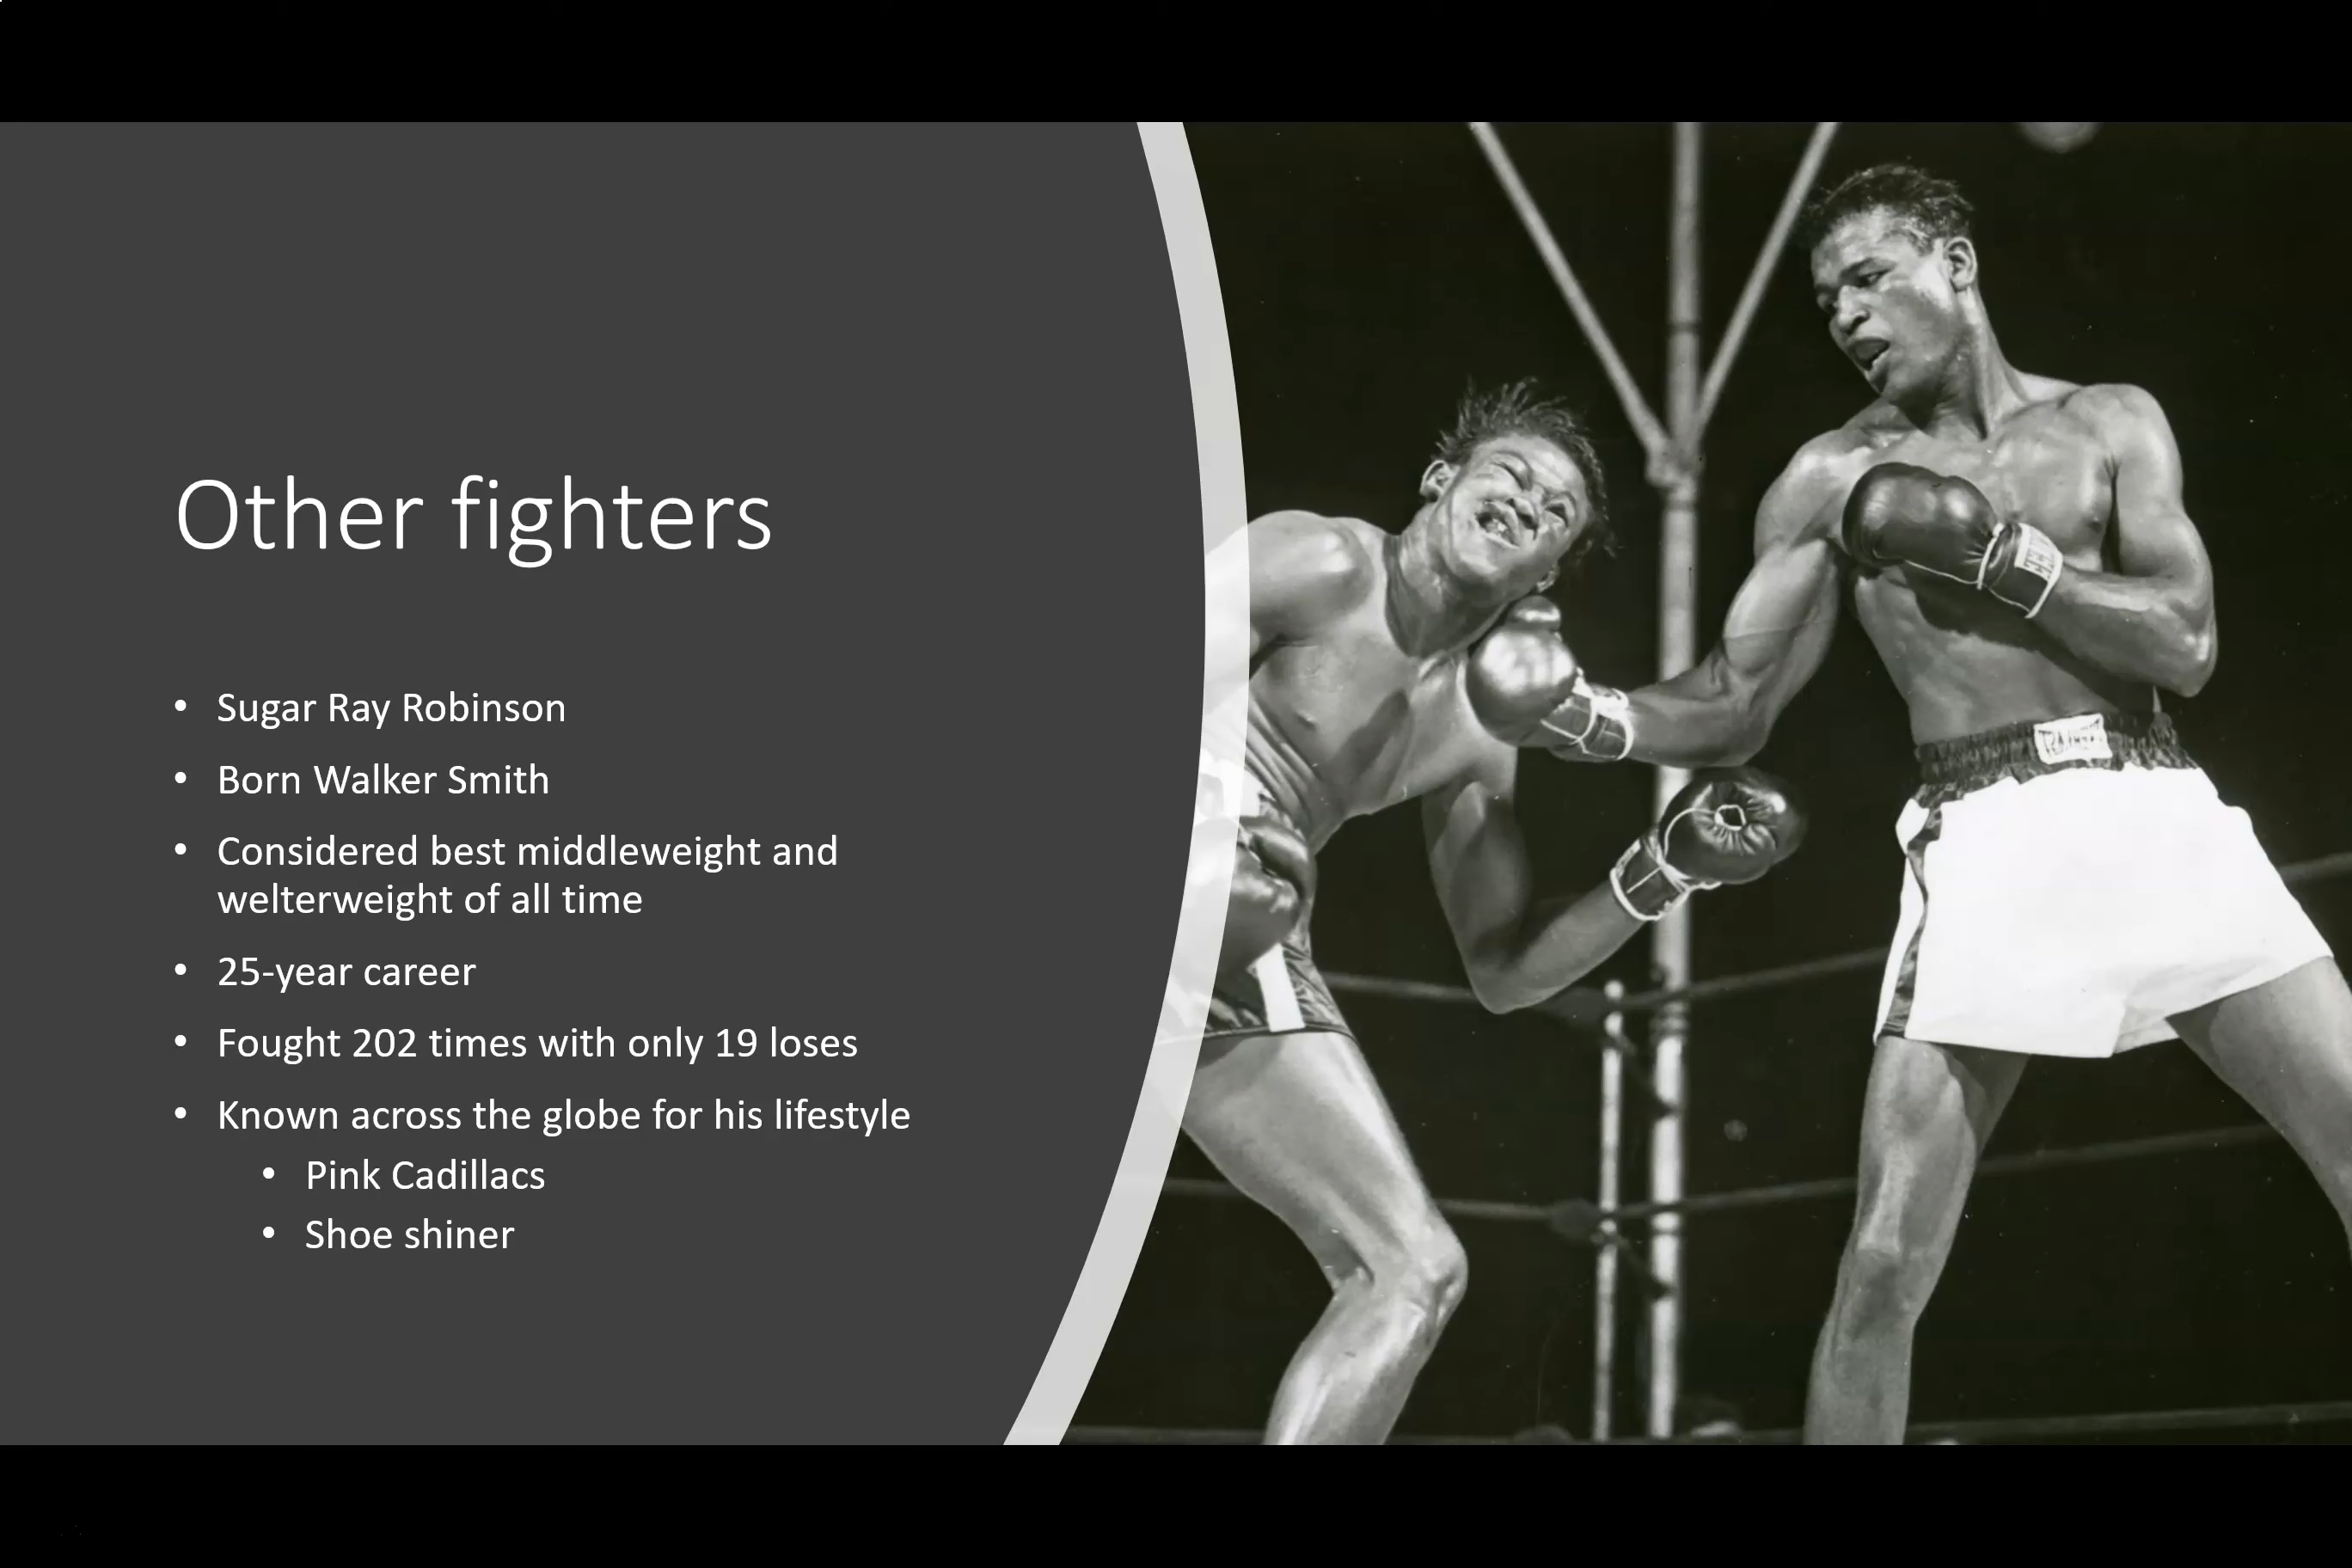 Other fighters
• Sugar Ray Robinson
• Born Walker Smith
• Considered best middleweight and
welterweight of all time
• 25-year career
• Fought 202 times with only 19 loses
• Known across the globe for his lifestyle
• Pink Cadillacs
• Shoe shiner